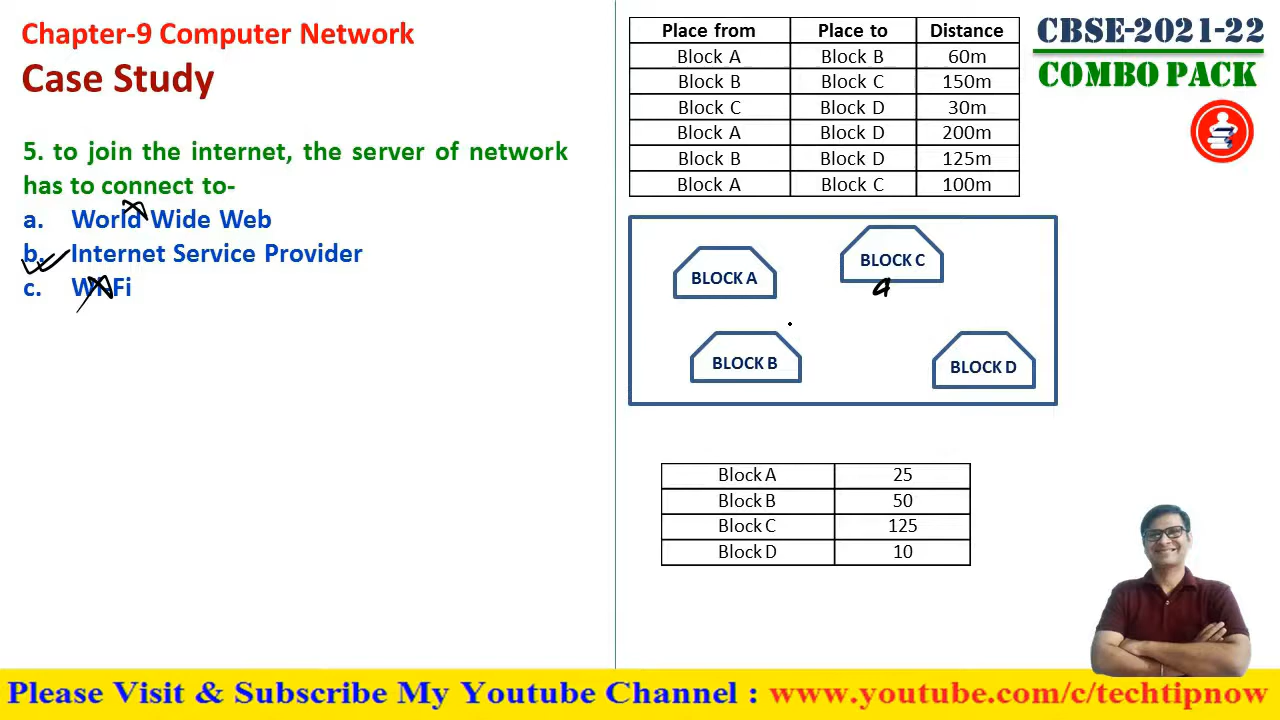 Chapter-9 Computer Network
Case Study
5. to join the internet, the server of network
has to connect to-
a. World Wide Web
b. Internet Service Provider
c. Wi-Fi
Place from Place to Distance
Block A Block B 60m
Block B Block C 150m
Block C Block D 30m
Block A Block D 200m
Block B Block D 125m
Block A Block C 100m
CBSE-2021-22
COMBO PACK
BLOCK A
BLOCK C
BLOCK B
BLOCK D
Block A 25
Block B 50
Block C 125
Block D 10
Please Visit & Subscribe My Youtube Channel : www.youtube.com/c/techtipnow